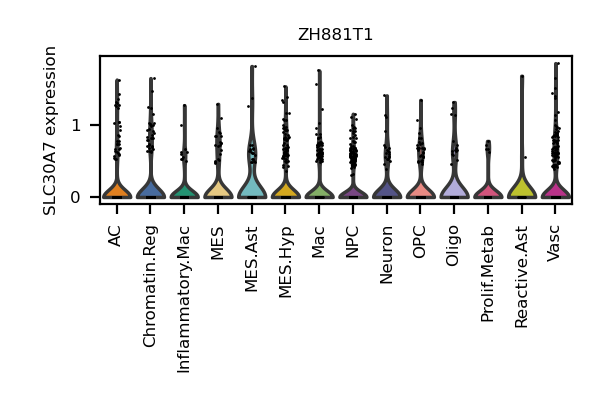 ZH881T1
SLC30A7 expression
1
0
AC
Chromatin.Reg
Inflammatory.Mac
MES
MES.Ast
MES.Hyp
Mac
NPC
Neuron
OPC
Oligo
Prolif.Metab
Reactive.Ast
Vasc